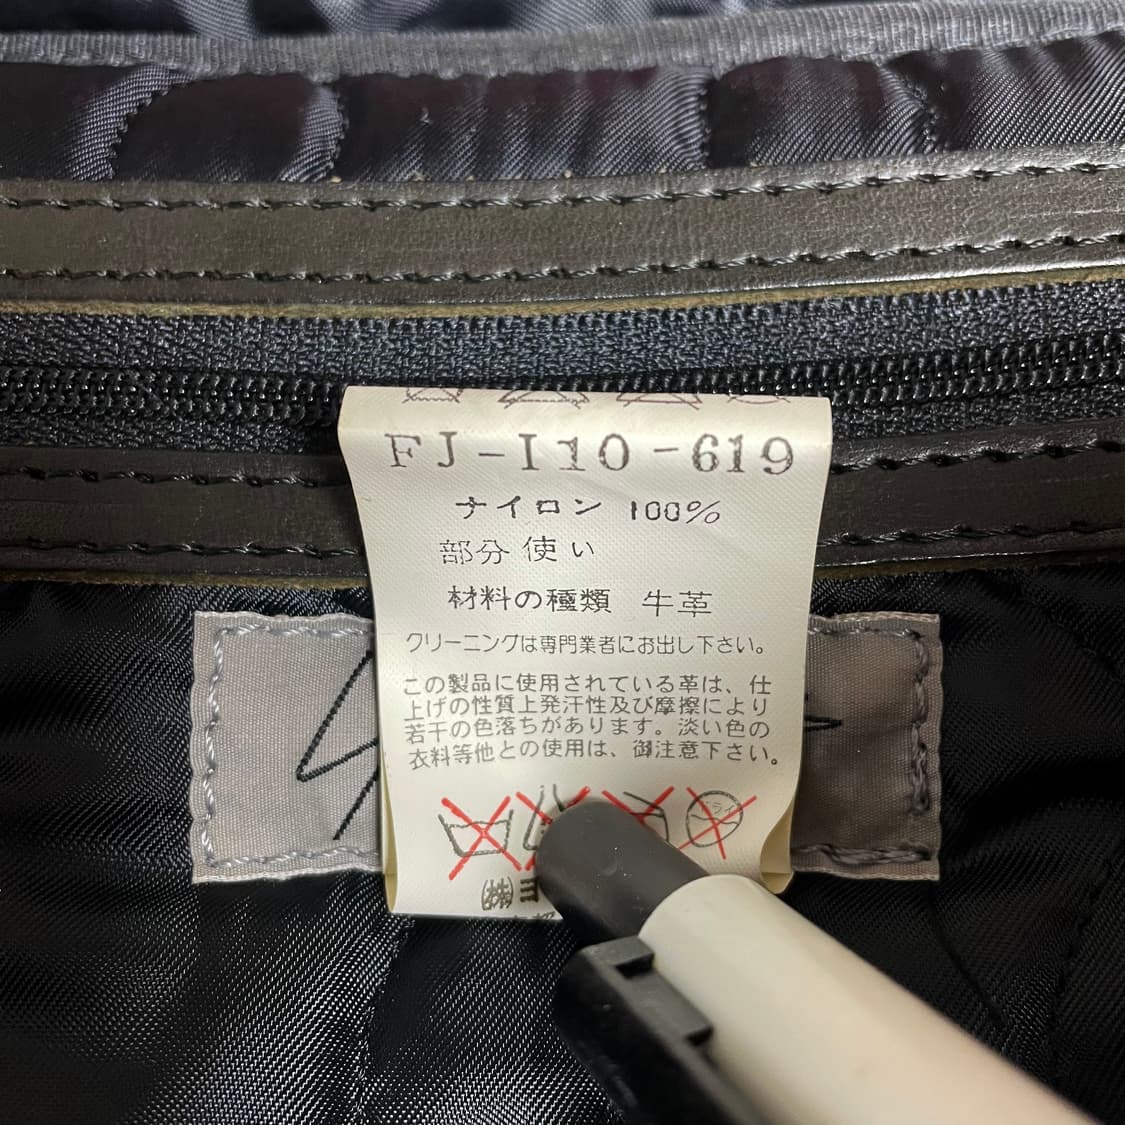 FJ-I10-619
ナイロン 100%
部分使い
材料の種類 牛革
クリーニングは専門業者にお出し下さい。
この製品に使用されている革は、仕
上げの性質上発汗性及び摩擦により
若干の色落ちがあります。淡い色の
衣料等他との使用は、御注意下さい。
ドライ
(株)ヨ